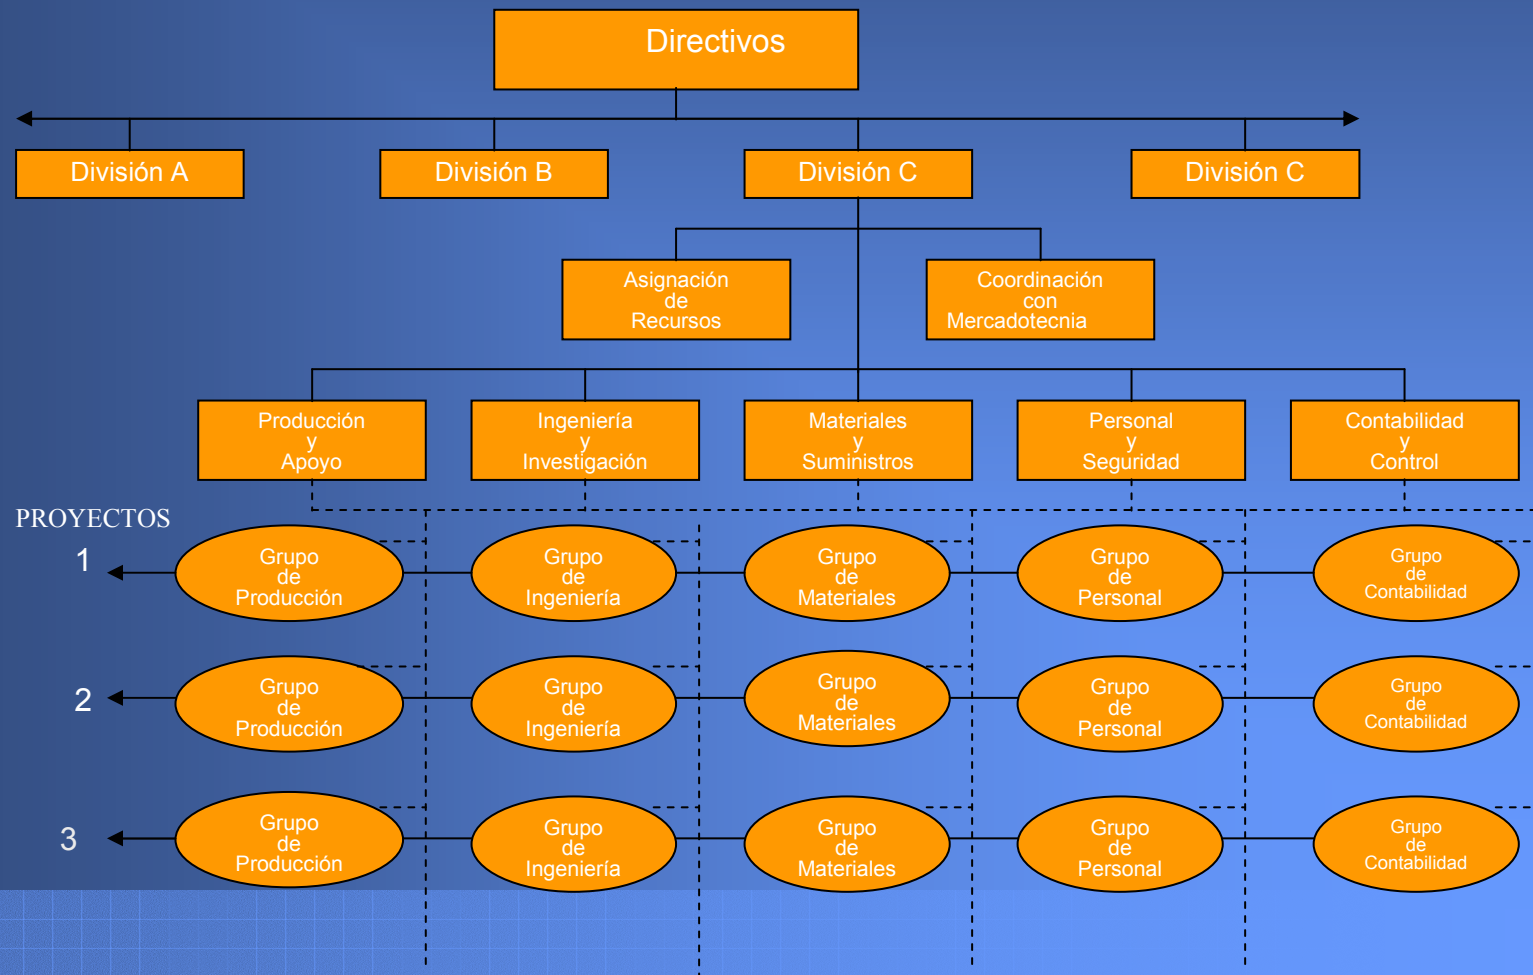 Directivos
División A
División B
División C
División C
Asignación
de
Recursos
Coordinación
con
Mercadotecnia
Producción
y
Apoyo
Ingeniería
y
Investigación
Materiales
y
Suministros
Personal
y
Seguridad
Contabilidad
y
Control
PROYECTOS
1
Grupo
de
Producción
Grupo
de
Ingeniería
Grupo
de
Materiales
Grupo
de
Personal
Grupo
de
Contabilidad
2
Grupo
de
Producción
Grupo
de
Ingeniería
Grupo
de
Materiales
Grupo
de
Personal
Grupo
de
Contabilidad
3
Grupo
de
Producción
Grupo
de
Ingeniería
Grupo
de
Materiales
Grupo
de
Personal
Grupo
de
Contabilidad